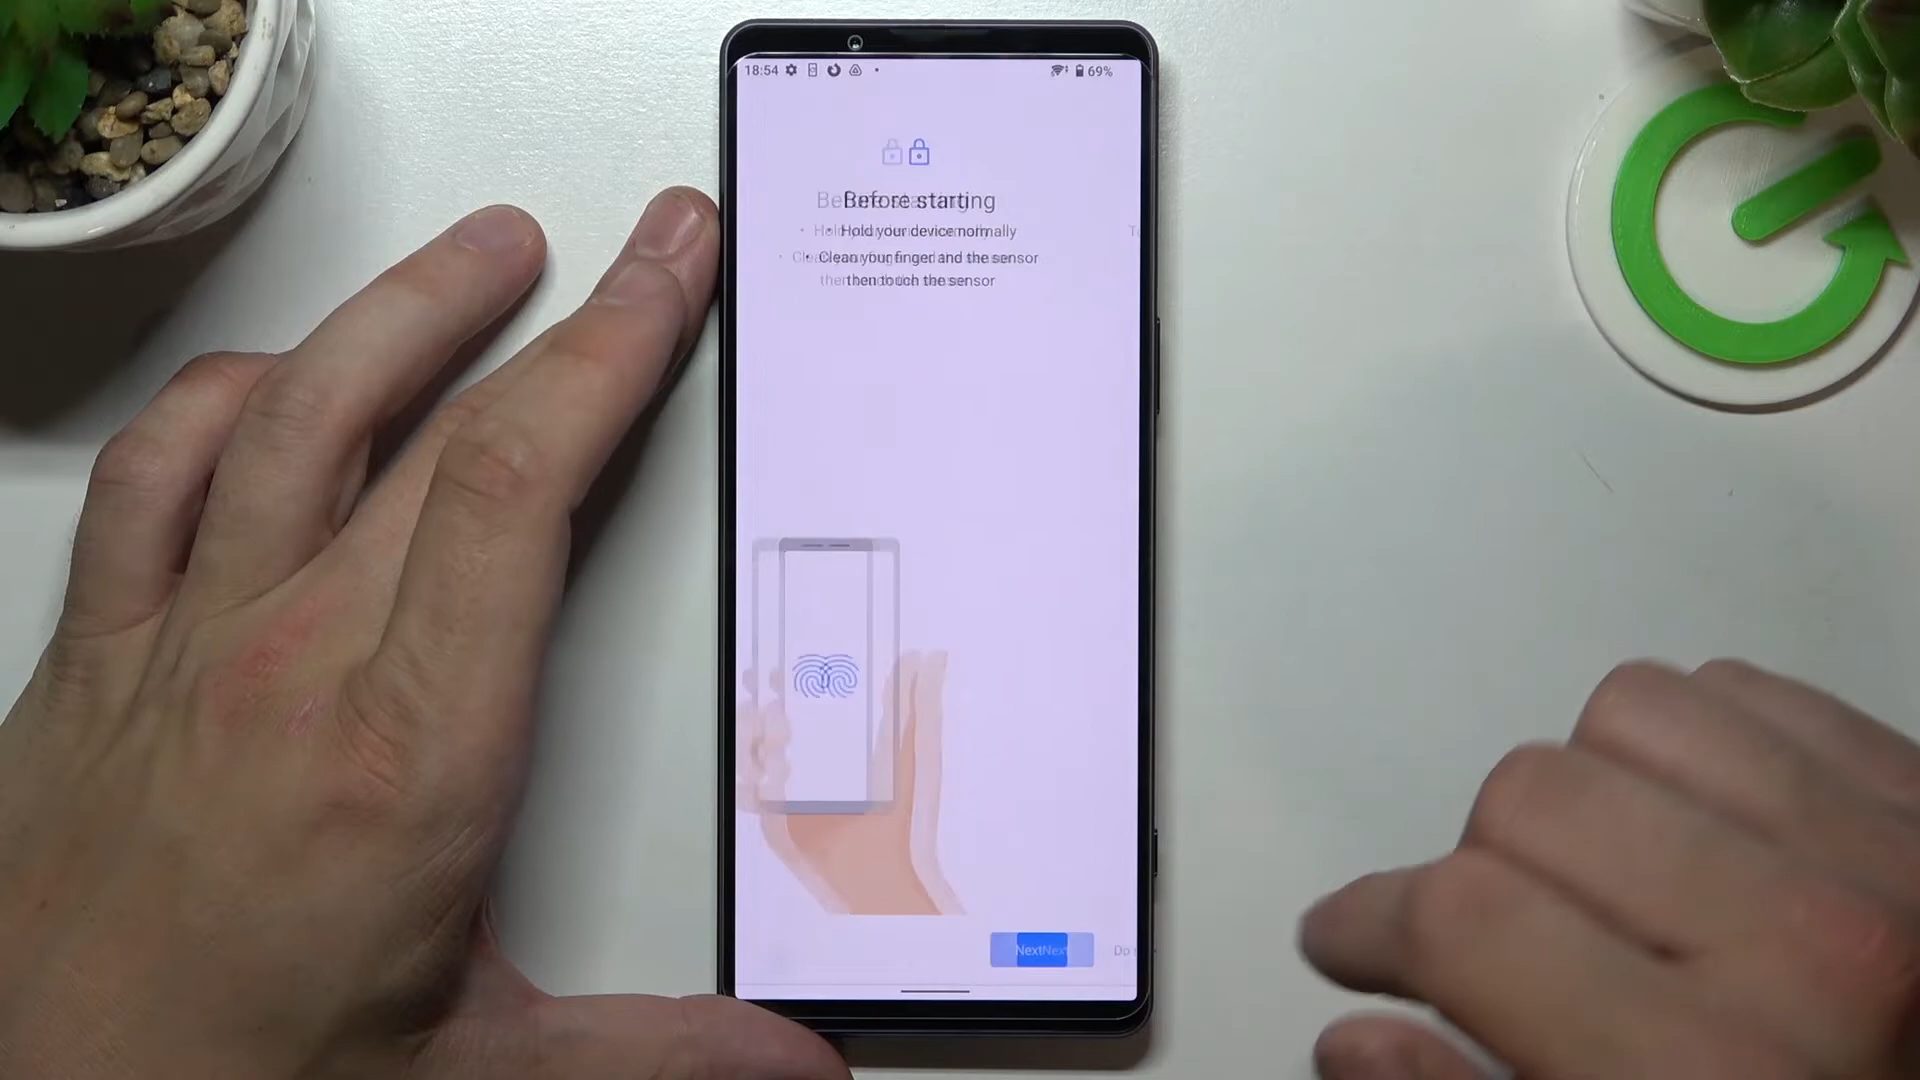 18:54 69%
Before starting
• Hold your device normally
• Clean your finger and the sensor
then touch the sensor
Next